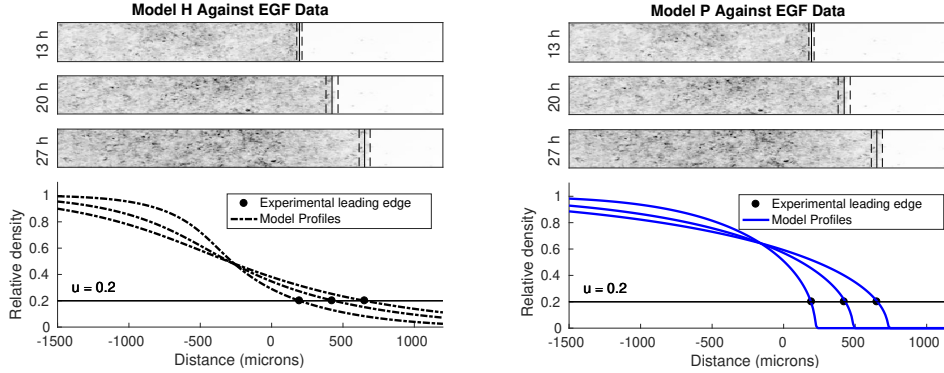 Model H Against EGF Data
13 h
20 h
27 h
1
0.8
0.6
0.4
0.2
0
Relative density
u = 0.2
Experimental leading edge
Model Profiles
-1500 -1000 -500 0 500 1000
Distance (microns)
Model P Against EGF Data
13 h
20 h
27 h
1
0.8
0.6
0.4
0.2
0
Relative density
u = 0.2
Experimental leading edge
Model Profiles
-1500 -1000 -500 0 500 1000
Distance (microns)